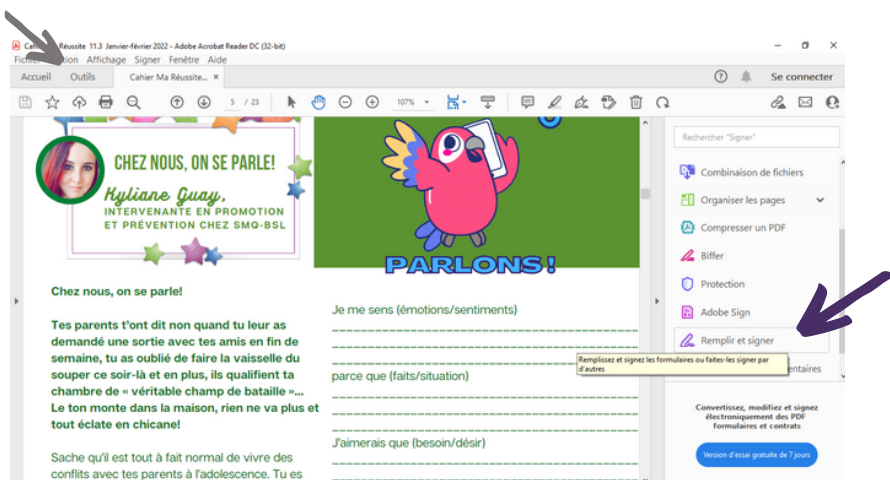 Réussite 11.3 Janvier-février 2022 - Adobe Acrobat Reader DC (32-bit)
Affichage Signer Fenêtre Aide
Accueil Outils Cahier Ma Réussite... × Se connecter
5 / 23 107%
CHEZ NOUS, ON SE PARLE!
Kyliane Guay,
INTERVENANTE EN PROMOTION
ET PRÉVENTION CHEZ SMQ-BSL
PARLONS!
Chez nous, on se parle!
Tes parents t'ont dit non quand tu leur as
demandé une sortie avec tes amis en fin de
semaine, tu as oublié de faire la vaisselle du
souper ce soir-là et en plus, ils qualifient ta
chambre de « véritable champ de bataille »...
Le ton monte dans la maison, rien ne va plus et
tout éclate en chicane!
Sache qu'il est tout à fait normal de vivre des
conflits avec tes parents à l'adolescence. Tu es
Je me sens (émotions/sentiments)
parce que (faits/situation)
J'aimerais que (besoin/désir)
Rechercher "Signer"
Combinaison de fichiers
Organiser les pages
Compresser un PDF
Biffer
Protection
Adobe Sign
Remplir et signer
Remplissez et signez les formulaires ou faites-les signer par
d'autres
entaires
Convertissez, modifiez et signez
électroniquement des PDF
formulaires et contrats
Version d'essai gratuite de 7 jours